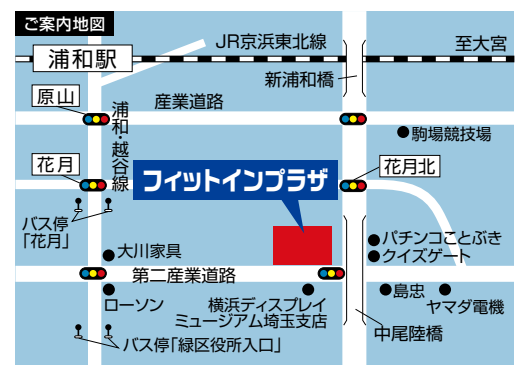 ご案内地図
JR京浜東北線
至大宮
浦和駅
新浦和橋
原山
産業道路
浦和・越谷線
駒場競技場
花月
フィットインプラザ
花月北
バス停
「花月」
パチンコことぶき
クイズゲート
大川家具
第二産業道路
ローソン
横浜ディスプレイ
ミュージアム埼玉支店
島忠
ヤマダ電機
中尾陸橋
バス停「緑区役所入口」